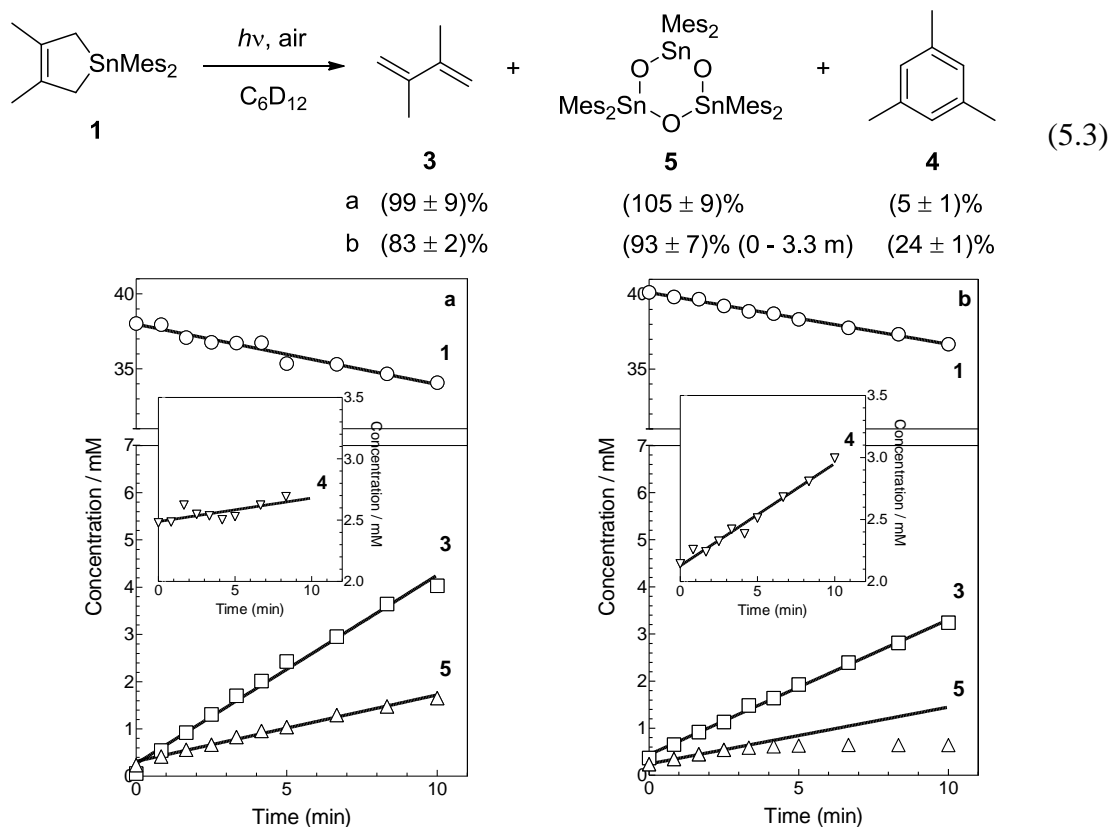 Mes2
SnMes2
hν, air
C6D12
+
Sn
O O
Mes2Sn SnMes2
O
+
(5.3)
1 3 5 4
a (99 ± 9)% (105 ± 9)% (5 ± 1)%
b (83 ± 2)% (93 ± 7)% (0 - 3.3 m) (24 ± 1)%
a
40
35
1
Concentration / mM
7
6
5
4
3
2
1
0
3.5
3.0
2.5
2.0
Concentration / mM
4
0 5 10
Time (min)
3
5
0 5 10
Time (min)
b
40
35
1
Concentration / mM
7
6
5
4
3
2
1
0
3.5
3.0
2.5
2.0
Concentration / mM
4
0 5 10
Time (min)
3
5
0 5 10
Time (min)